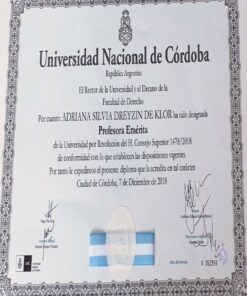 Universidad Nacional de Córdoba
República Argentina
El Rector de la Universidad y el Decano de la
Facultad de Derecho
Por cuanto: ADRIANA SILVIA DREYZIN DE KLOR ha sido designada
Profesora Emérita
de la Universidad por Resolución del H. Consejo Superior 1478/2018
de conformidad con lo que establecen las disposiciones vigentes.
Por tanto le expedimos el presente diploma que la acredita en tal carácter
Ciudad de Córdoba, 7 de Diciembre de 2018